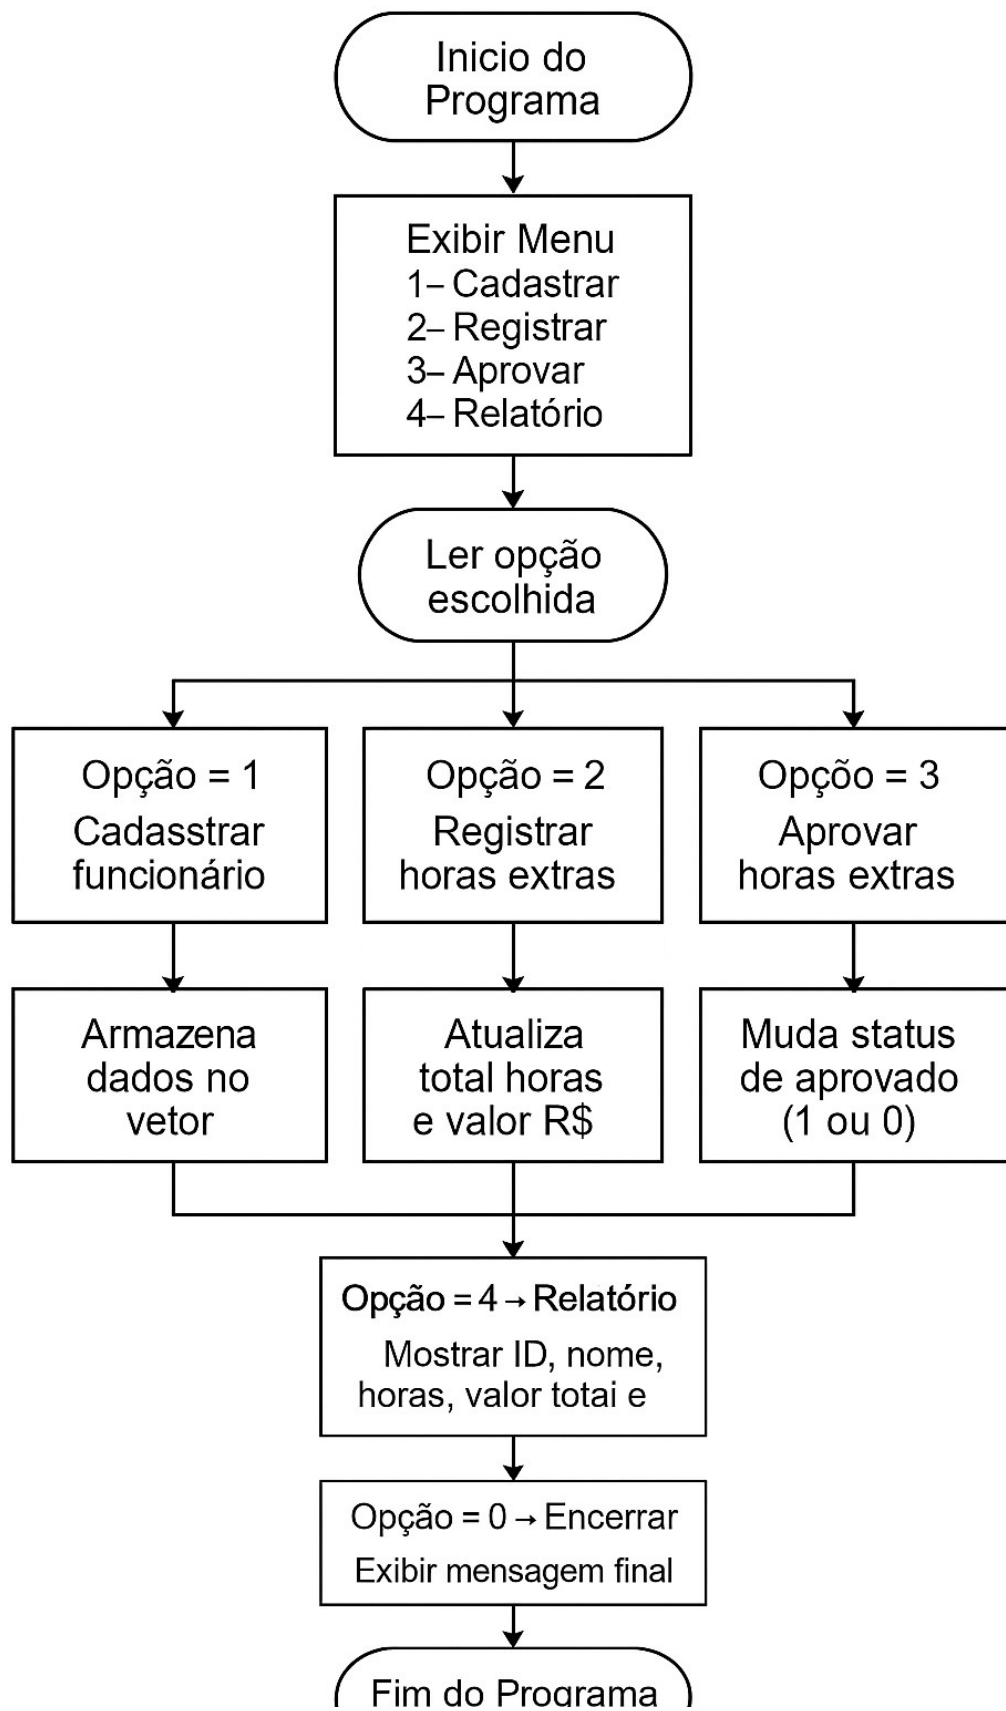 Inicio do
Programa
Exibir Menu
1– Cadastrar
2– Registrar
3– Aprovar
4– Relatório
Ler opção
escolhida
Opção = 1
Cadasstrar
funcionário
Opção = 2
Registrar
horas extras
Opçõo = 3
Aprovar
horas extras
Armazena
dados no
vetor
Atualiza
total horas
e valor R$
Muda status
de aprovado
(1 ou 0)
Opção = 4 → Relatório
Mostrar ID, nome,
horas, valor totai e
Opção = 0 → Encerrar
Exibir mensagem final
Fim do Programa